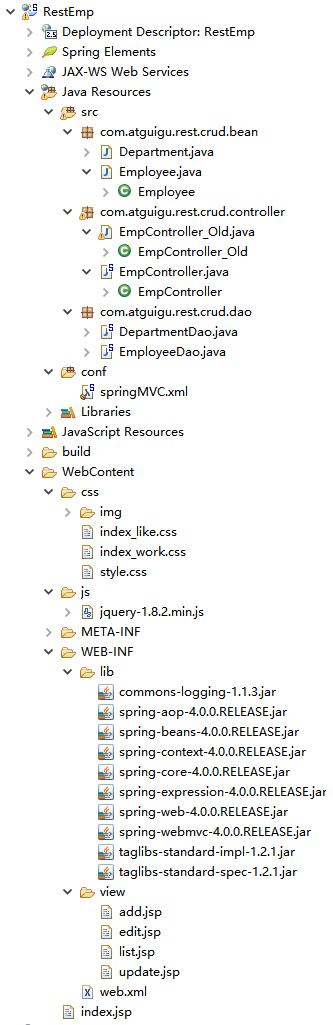 RestEmp
Deployment Descriptor: RestEmp
Spring Elements
JAX-WS Web Services
Java Resources
src
com.atguigu.rest.crud.bean
Department.java
Employee.java
Employee
com.atguigu.rest.crud.controller
EmpController_Old.java
EmpController_Old
EmpController.java
EmpController
com.atguigu.rest.crud.dao
DepartmentDao.java
EmployeeDao.java
conf
springMVC.xml
Libraries
JavaScript Resources
build
WebContent
css
img
index_like.css
index_work.css
style.css
js
jquery-1.8.2.min.js
META-INF
WEB-INF
lib
commons-logging-1.1.3.jar
spring-aop-4.0.0.RELEASE.jar
spring-beans-4.0.0.RELEASE.jar
spring-context-4.0.0.RELEASE.jar
spring-core-4.0.0.RELEASE.jar
spring-expression-4.0.0.RELEASE.jar
spring-web-4.0.0.RELEASE.jar
spring-webmvc-4.0.0.RELEASE.jar
taglibs-standard-impl-1.2.1.jar
taglibs-standard-spec-1.2.1.jar
view
add.jsp
edit.jsp
list.jsp
update.jsp
web.xml
index.jsp